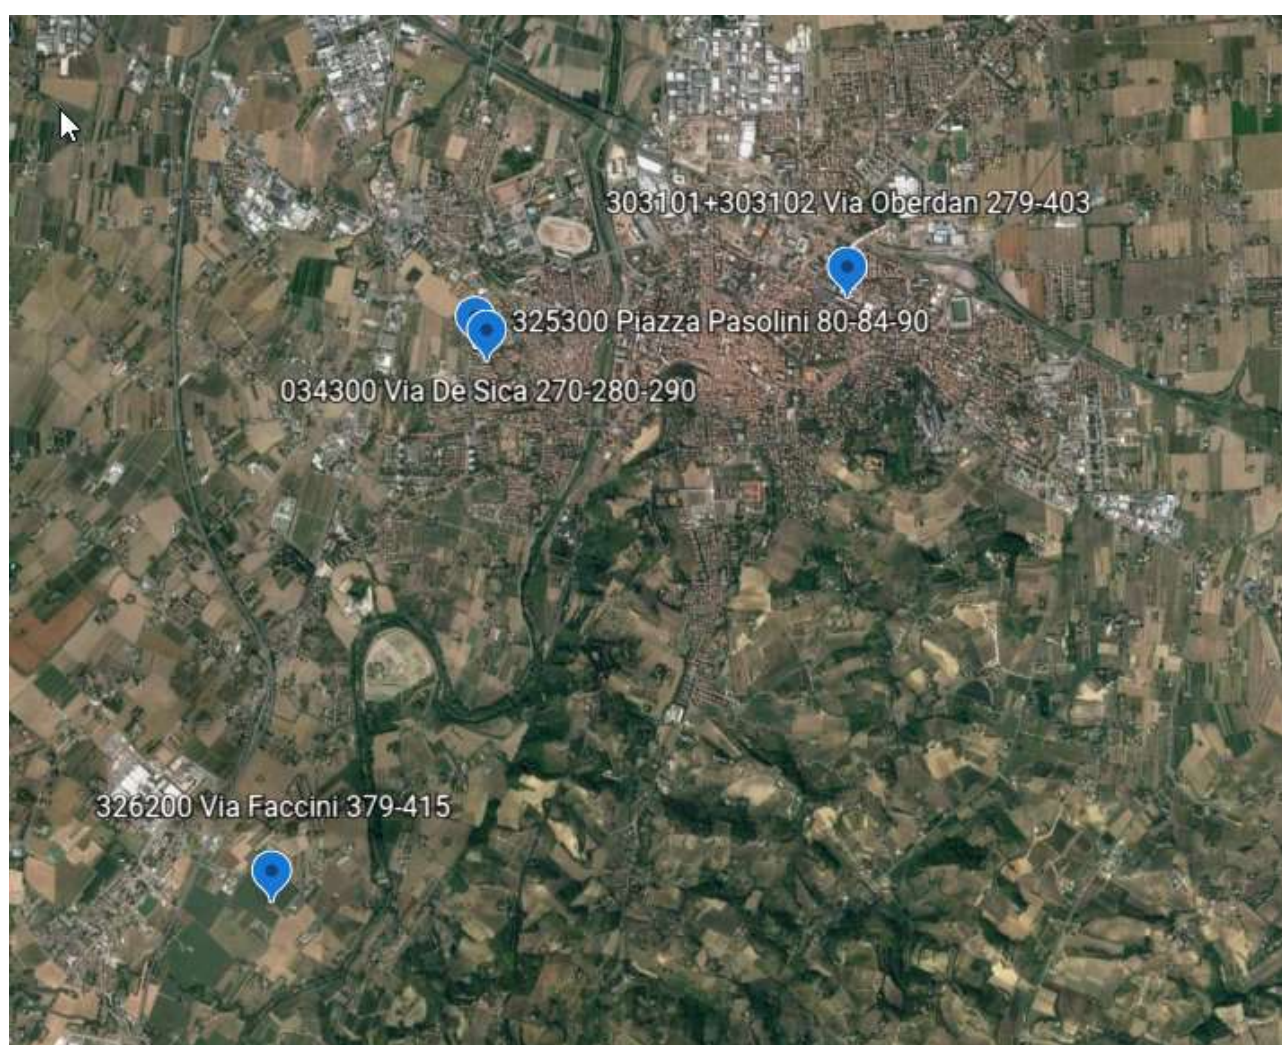 303101+303102 Via Oberdan 279-403
325300 Piazza Pasolini 80-84-90
034300 Via De Sica 270-280-290
326200 Via Faccini 379-415